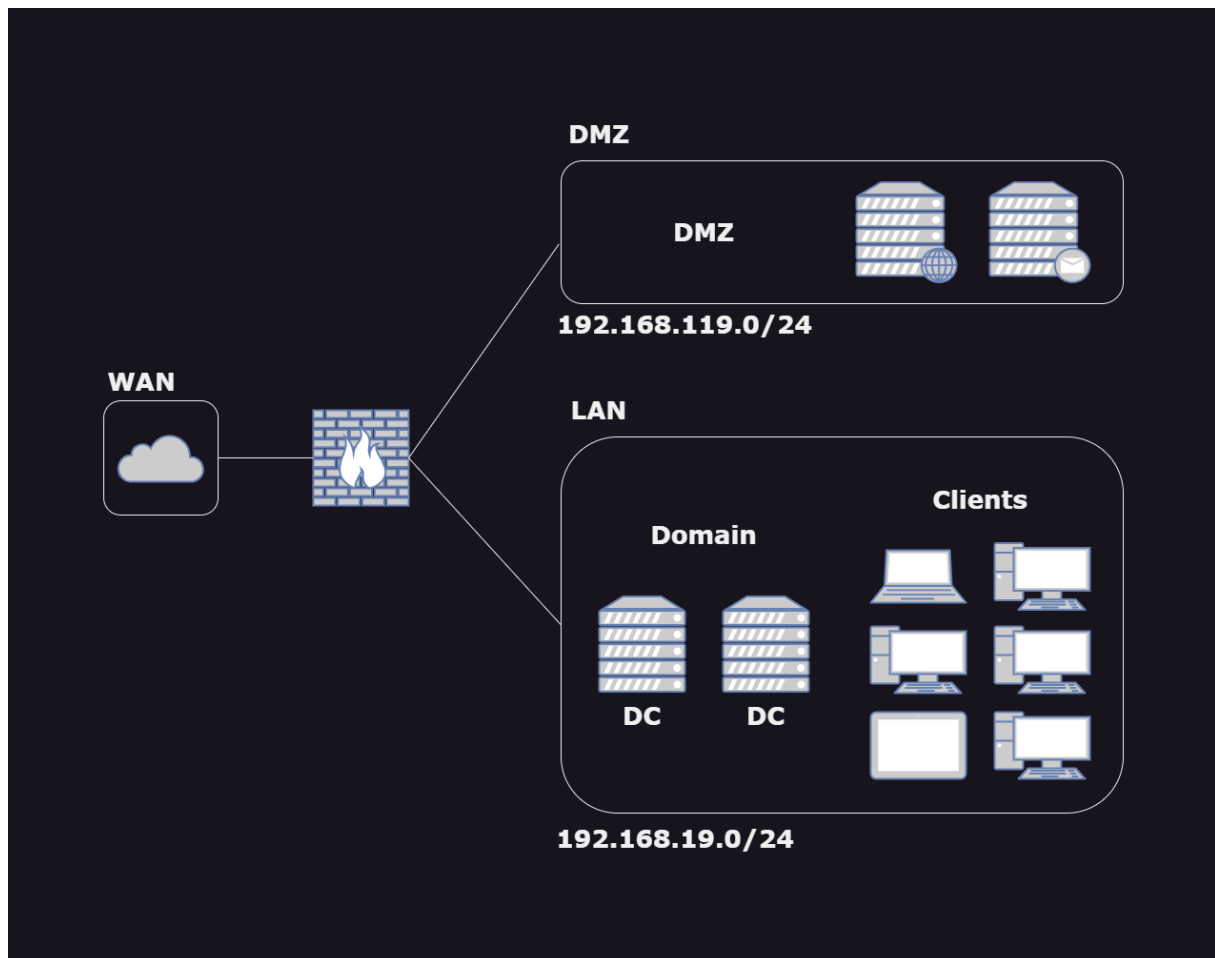 DMZ
DMZ
192.168.119.0/24
WAN
LAN
Clients
Domain
DC
DC
192.168.19.0/24